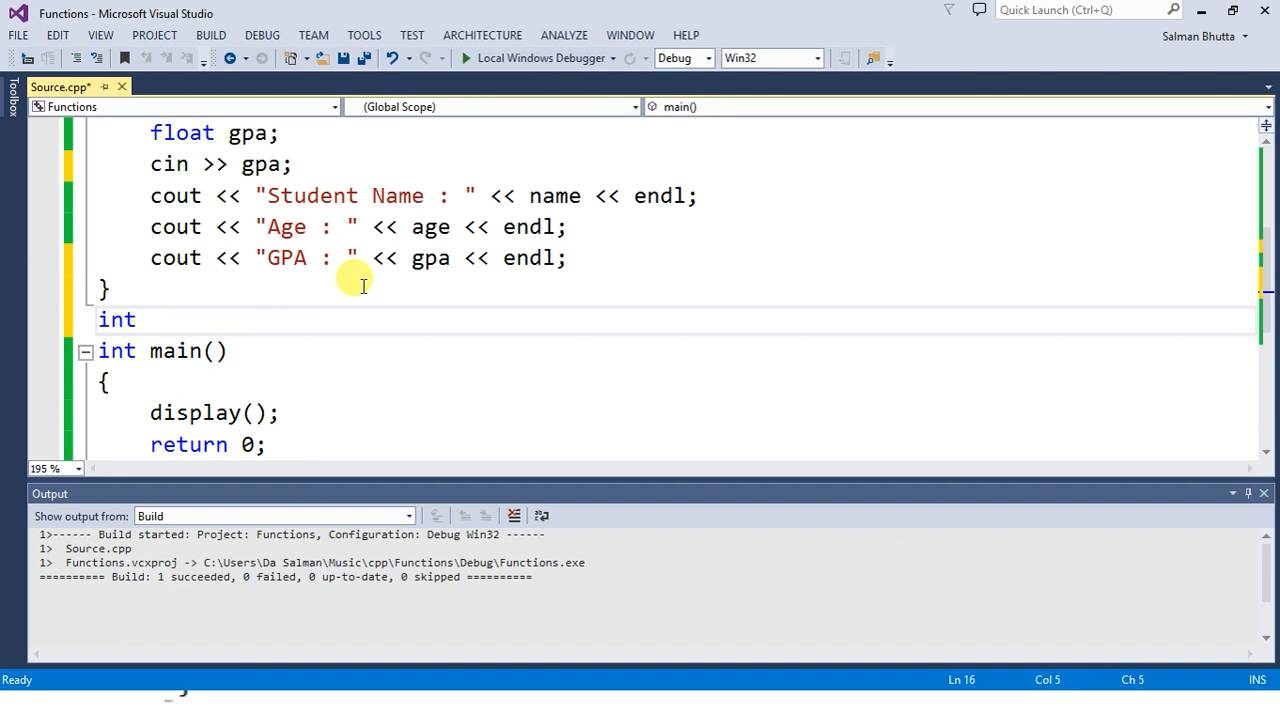 Functions - Microsoft Visual Studio
Quick Launch (Ctrl+Q)
FILE EDIT VIEW PROJECT BUILD DEBUG TEAM TOOLS TEST ARCHITECTURE ANALYZE WINDOW HELP
Salman Bhutta
Local Windows Debugger Debug Win32
Toolbox
Source.cpp*
Functions (Global Scope) main()
float gpa;
cin >> gpa;
cout << "Student Name : " << name << endl;
cout << "Age : " << age << endl;
cout << "GPA : " << gpa << endl;
}
int
int main()
{
display();
return 0;
195 %
Output
Show output from: Build
1>------ Build started: Project: Functions, Configuration: Debug Win32 ------
1>  Source.cpp
1>  Functions.vcxproj -> C:\Users\Da Salman\Music\cpp\Functions\Debug\Functions.exe
========== Build: 1 succeeded, 0 failed, 0 up-to-date, 0 skipped ==========
Ready Ln 16 Col 5 Ch 5 INS